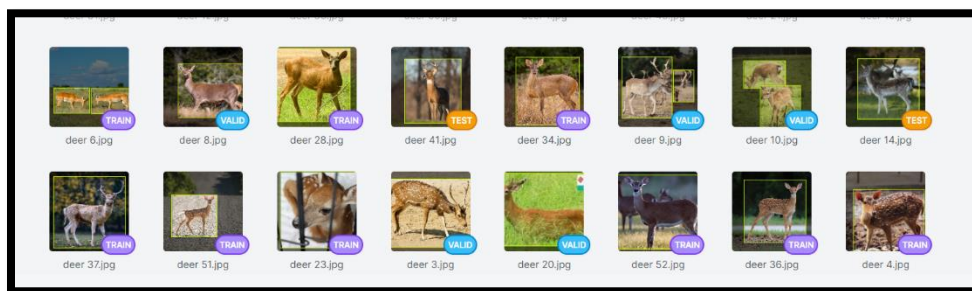 TRAIN VALID TRAIN TEST TRAIN VALID VALID TEST
deer 6.jpg deer 8.jpg deer 28.jpg deer 41.jpg deer 34.jpg deer 9.jpg deer 10.jpg deer 14.jpg
TRAIN TRAIN TRAIN VALID VALID TRAIN TRAIN TRAIN
deer 37.jpg deer 51.jpg deer 23.jpg deer 3.jpg deer 20.jpg deer 52.jpg deer 36.jpg deer 4.jpg